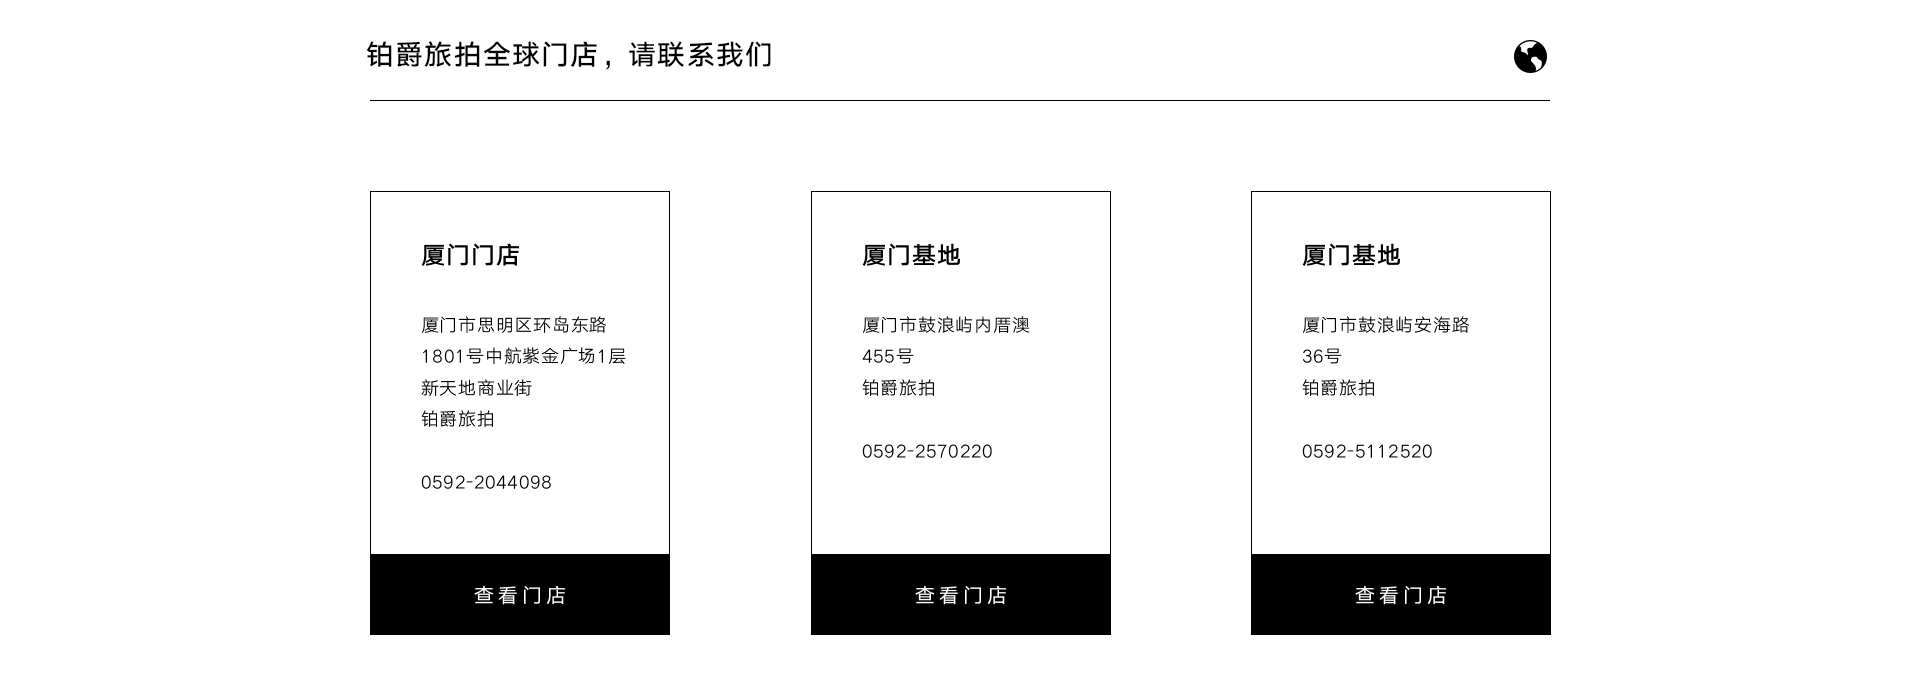 铂爵旅拍全球门店，请联系我们
厦门门店
厦门市思明区环岛东路
1801号中航紫金广场1层
新天地商业街
铂爵旅拍
0592-2044098
查看门店
厦门基地
厦门市鼓浪屿内厝澳
455号
铂爵旅拍
0592-2570220
查看门店
厦门基地
厦门市鼓浪屿安海路
36号
铂爵旅拍
0592-5112520
查看门店